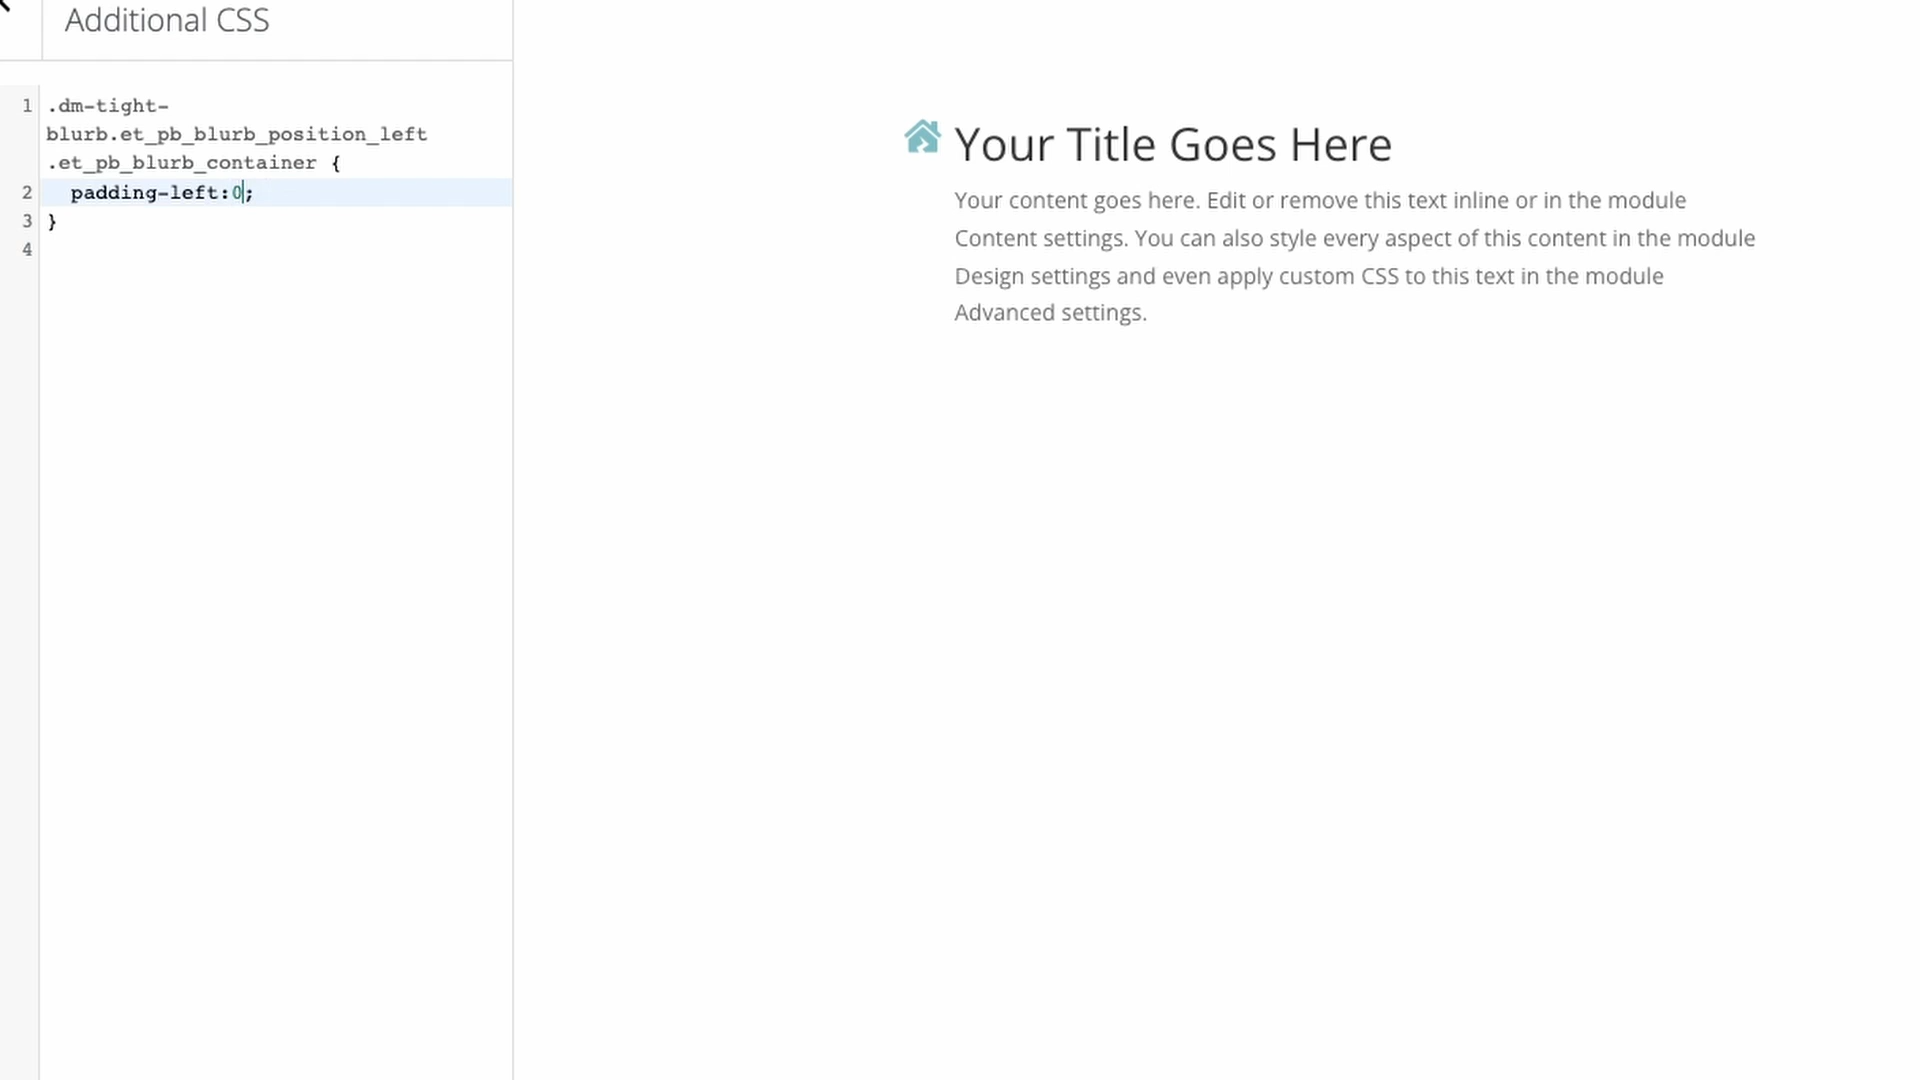 Additional CSS
1 .dm-tight-
blurb.et_pb_blurb_position_left
.et_pb_blurb_container {
2 padding-left:0;
3 }
4
Your Title Goes Here
Your content goes here. Edit or remove this text inline or in the module
Content settings. You can also style every aspect of this content in the module
Design settings and even apply custom CSS to this text in the module
Advanced settings.